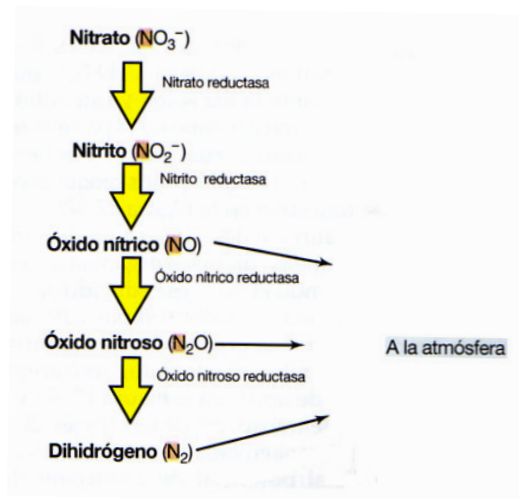 Nitrato (NO₃⁻)
Nitrato reductasa
Nitrito (NO₂⁻)
Nitrito reductasa
Óxido nítrico (NO)
Óxido nítrico reductasa
Óxido nitroso (N₂O)
A la atmósfera
Óxido nitroso reductasa
Dihidrógeno (N₂)